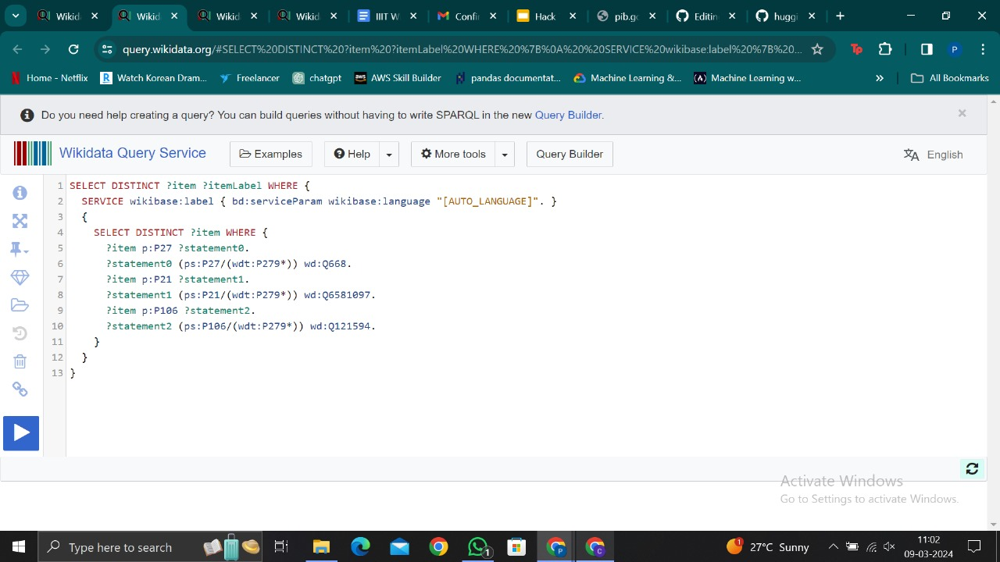 Wikid
Wikid
Wikid
Wikid
IIIT W
Confir
Hack
pib.go
Editin
huggi
query.wikidata.org/#SELECT%20DISTINCT%20?item%20?itemLabel%20WHERE%20%7B%0A%20%20SERVICE%20wikibase:label%20%7B%20...
Tp
P
Home - Netflix
Watch Korean Dram...
Freelancer
chatgpt
AWS Skill Builder
pandas documentat...
Machine Learning &...
Machine Learning w...
»
All Bookmarks
Do you need help creating a query? You can build queries without having to write SPARQL in the new Query Builder.
Wikidata Query Service
Examples
Help
More tools
Query Builder
English
1 SELECT DISTINCT ?item ?itemLabel WHERE {
2 SERVICE wikibase:label { bd:serviceParam wikibase:language "[AUTO_LANGUAGE]". }
3 {
4 SELECT DISTINCT ?item WHERE {
5 ?item p:P27 ?statement0.
6 ?statement0 (ps:P27/(wdt:P279*)) wd:Q668.
7 ?item p:P21 ?statement1.
8 ?statement1 (ps:P21/(wdt:P279*)) wd:Q6581097.
9 ?item p:P106 ?statement2.
10 ?statement2 (ps:P106/(wdt:P279*)) wd:Q121594.
11 }
12 }
13 }
Activate Windows
Go to Settings to activate Windows.
Type here to search
1
P
C
1
27°C Sunny
11:02
09-03-2024